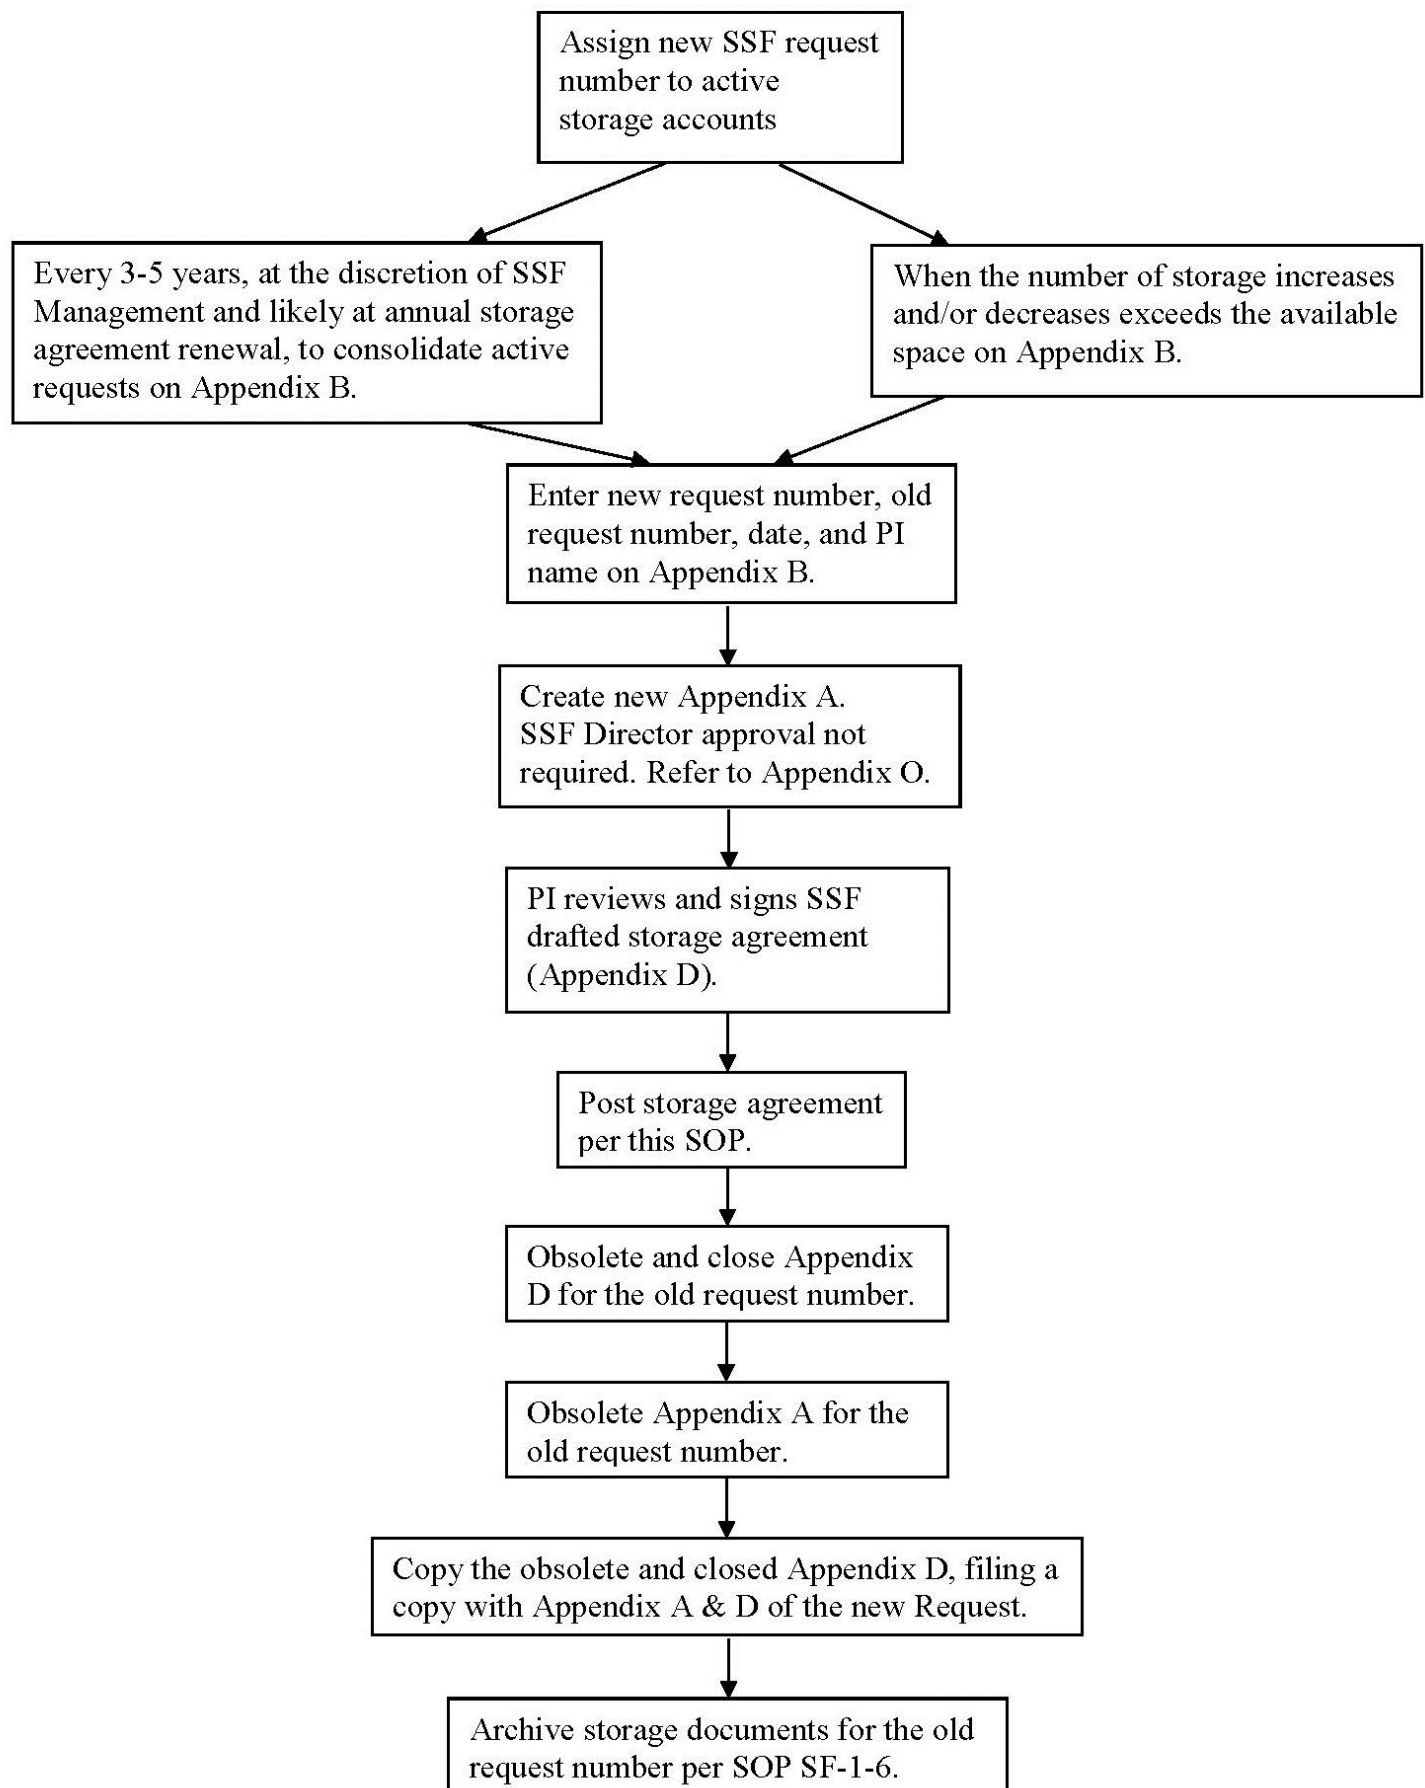 Assign new SSF request
number to active
storage accounts
Every 3-5 years, at the discretion of SSF
Management and likely at annual storage
agreement renewal, to consolidate active
requests on Appendix B.
When the number of storage increases
and/or decreases exceeds the available
space on Appendix B.
Enter new request number, old
request number, date, and PI
name on Appendix B.
Create new Appendix A.
SSF Director approval not
required. Refer to Appendix O.
PI reviews and signs SSF
drafted storage agreement
(Appendix D).
Post storage agreement
per this SOP.
Obsolete and close Appendix
D for the old request number.
Obsolete Appendix A for the
old request number.
Copy the obsolete and closed Appendix D, filing a
copy with Appendix A & D of the new Request.
Archive storage documents for the old
request number per SOP SF-1-6.